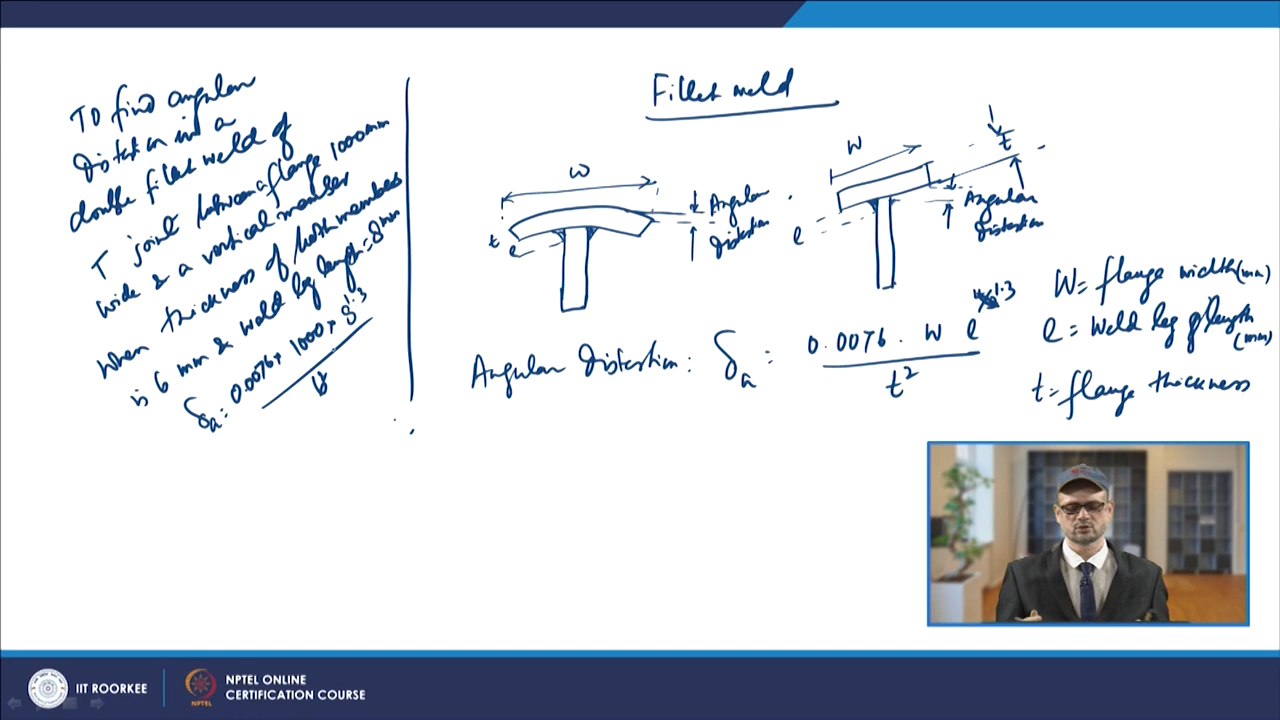 To find angular
Distortion in a
double fillet weld of
T joint between a flange 1000mm
wide & a vertical member
When thickness of both members
is 6 mm & weld leg length = 8mm
δa = 0.0076 × 1000 × 8^1.3
Fillet weld
W
t
e
Angular
Distortion
W
t
e
Angular
Distortion
Angular Distortion: δa = 0.0076 . W e^1.3
t²
W = flange width (mm)
e = Weld leg length
(mm)
t = flange thickness
IIT ROORKEE
NPTEL
NPTEL ONLINE
CERTIFICATION COURSE